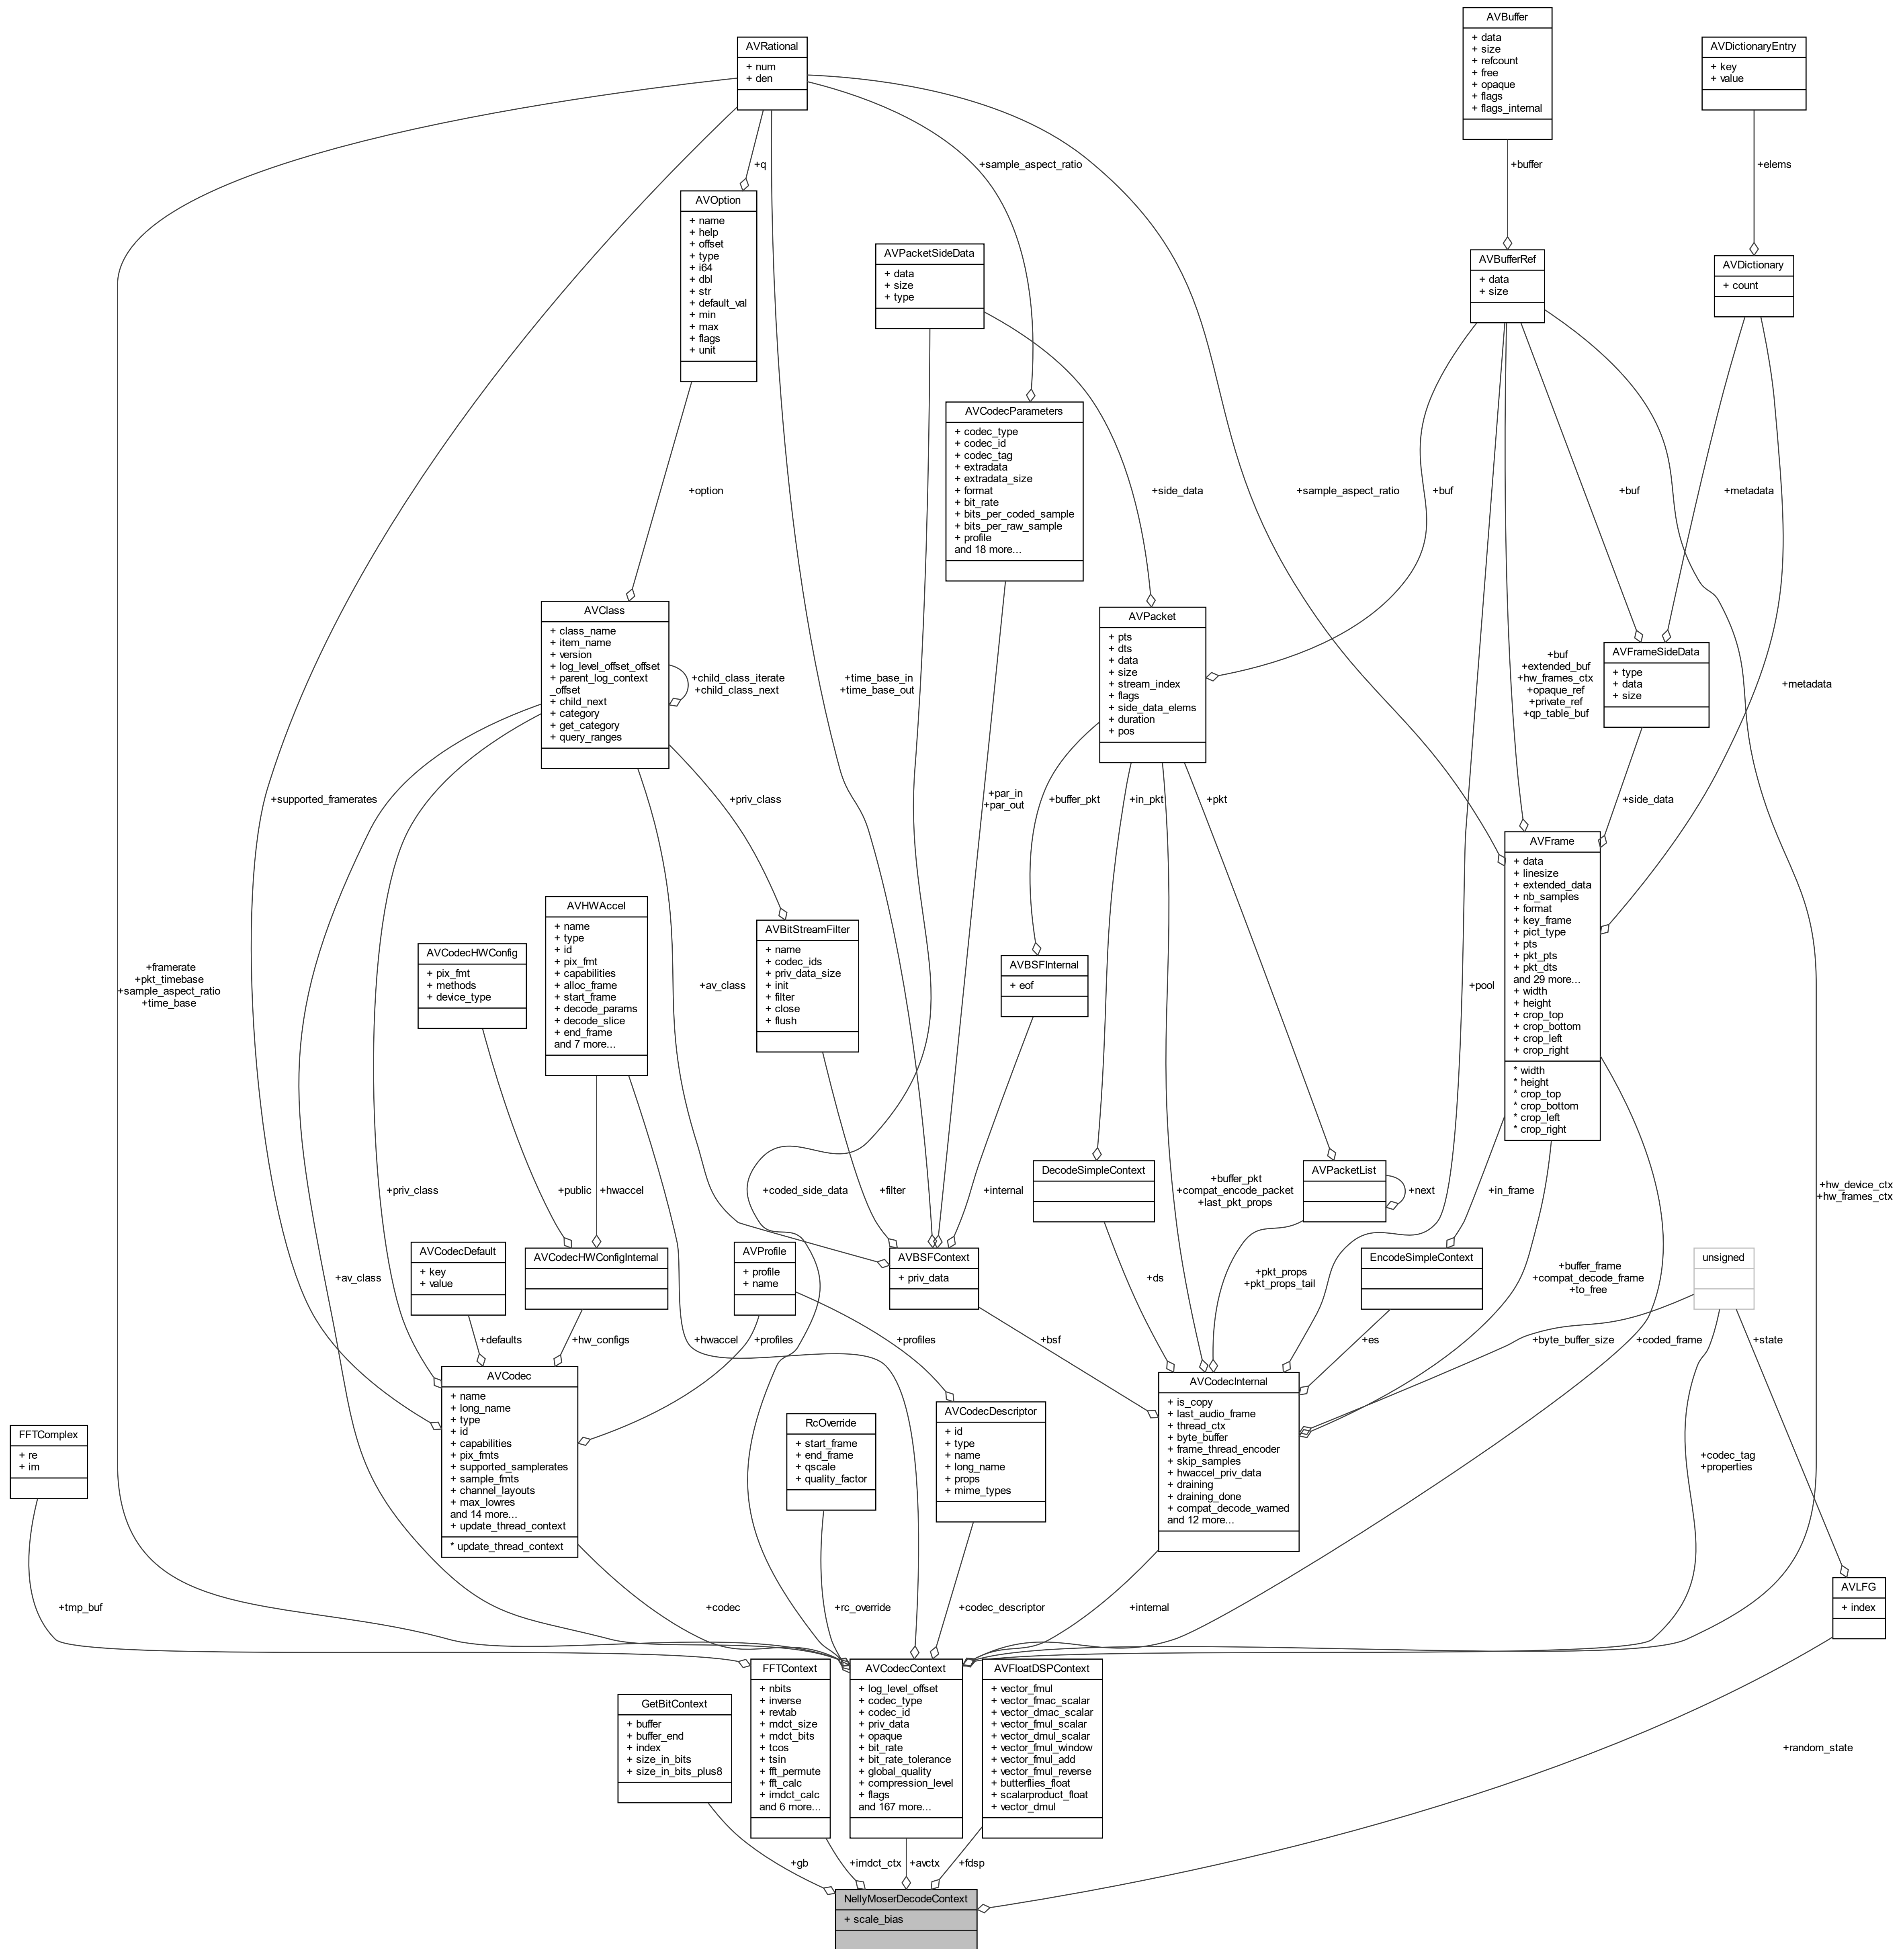 AVBuffer
+ data
+ size
+ refcount
+ free
+ opaque
+ flags
+ flags_internal
AVRational
+ num
+ den
AVDictionaryEntry
+ key
+ value
+q
+sample_aspect_ratio
+buffer
+elems
AVOption
+ name
+ help
+ offset
+ type
+ i64
+ dbl
+ str
+ default_val
+ min
+ max
+ flags
+ unit
AVPacketSideData
+ data
+ size
+ type
AVBufferRef
+ data
+ size
AVDictionary
+ count
AVCodecParameters
+ codec_type
+ codec_id
+ codec_tag
+ extradata
+ extradata_size
+ format
+ bit_rate
+ bits_per_coded_sample
+ bits_per_raw_sample
+ profile
and 18 more...
+option
+side_data
+sample_aspect_ratio
+buf
+buf
+metadata
AVClass
+ class_name
+ item_name
+ version
+ log_level_offset_offset
+ parent_log_context
_offset
+ child_next
+ category
+ get_category
+ query_ranges
+child_class_iterate
+child_class_next
+time_base_in
+time_base_out
AVPacket
+ pts
+ dts
+ data
+ size
+ stream_index
+ flags
+ side_data_elems
+ duration
+ pos
+buf
+extended_buf
+hw_frames_ctx
+opaque_ref
+private_ref
+qp_table_buf
AVFrameSideData
+ type
+ data
+ size
+metadata
+supported_framerates
+priv_class
+par_in
+par_out
+buffer_pkt
+in_pkt
+pkt
+side_data
AVFrame
+ data
+ linesize
+ extended_data
+ nb_samples
+ format
+ key_frame
+ pict_type
+ pts
+ pkt_pts
+ pkt_dts
and 29 more...
+ width
+ height
+ crop_top
+ crop_bottom
+ crop_left
+ crop_right
* width
* height
* crop_top
* crop_bottom
* crop_left
* crop_right
+framerate
+pkt_timebase
+sample_aspect_ratio
+time_base
AVCodecHWConfig
+ pix_fmt
+ methods
+ device_type
AVHWAccel
+ name
+ type
+ id
+ pix_fmt
+ capabilities
+ alloc_frame
+ start_frame
+ decode_params
+ decode_slice
+ end_frame
and 7 more...
+av_class
AVBitStreamFilter
+ name
+ codec_ids
+ priv_data_size
+ init
+ filter
+ close
+ flush
AVBSFInternal
+ eof
+pool
+priv_class
+public
+hwaccel
+coded_side_data
+filter
+internal
DecodeSimpleContext
+buffer_pkt
+compat_encode_packet
+last_pkt_props
AVPacketList
+next
+in_frame
+hw_device_ctx
+hw_frames_ctx
+av_class
AVCodecDefault
+ key
+ value
AVCodecHWConfigInternal
AVProfile
+ profile
+ name
AVBSFContext
+ priv_data
+ds
+pkt_props
+pkt_props_tail
EncodeSimpleContext
+buffer_frame
+compat_decode_frame
+to_free
unsigned
+defaults
+hw_configs
+hwaccel
+profiles
+profiles
+bsf
+es
+byte_buffer_size
+coded_frame
+state
FFTComplex
+ re
+ im
AVCodec
+ name
+ long_name
+ type
+ id
+ capabilities
+ pix_fmts
+ supported_samplerates
+ sample_fmts
+ channel_layouts
+ max_lowres
and 14 more...
+ update_thread_context
* update_thread_context
RcOverride
+ start_frame
+ end_frame
+ qscale
+ quality_factor
AVCodecDescriptor
+ id
+ type
+ name
+ long_name
+ props
+ mime_types
AVCodecInternal
+ is_copy
+ last_audio_frame
+ thread_ctx
+ byte_buffer
+ frame_thread_encoder
+ skip_samples
+ hwaccel_priv_data
+ draining
+ draining_done
+ compat_decode_warned
and 12 more...
+codec_tag
+properties
AVLFG
+ index
+tmp_buf
+codec
+rc_override
+codec_descriptor
+internal
GetBitContext
+ buffer
+ buffer_end
+ index
+ size_in_bits
+ size_in_bits_plus8
FFTContext
+ nbits
+ inverse
+ revtab
+ mdct_size
+ mdct_bits
+ tcos
+ tsin
+ fft_permute
+ fft_calc
+ imdct_calc
and 6 more...
AVCodecContext
+ log_level_offset
+ codec_type
+ codec_id
+ priv_data
+ opaque
+ bit_rate
+ bit_rate_tolerance
+ global_quality
+ compression_level
+ flags
and 167 more...
AVFloatDSPContext
+ vector_fmul
+ vector_fmac_scalar
+ vector_dmac_scalar
+ vector_fmul_scalar
+ vector_dmul_scalar
+ vector_fmul_window
+ vector_fmul_add
+ vector_fmul_reverse
+ butterflies_float
+ scalarproduct_float
+ vector_dmul
+random_state
+gb
+imdct_ctx
+avctx
+fdsp
NellyMoserDecodeContext
+ scale_bias